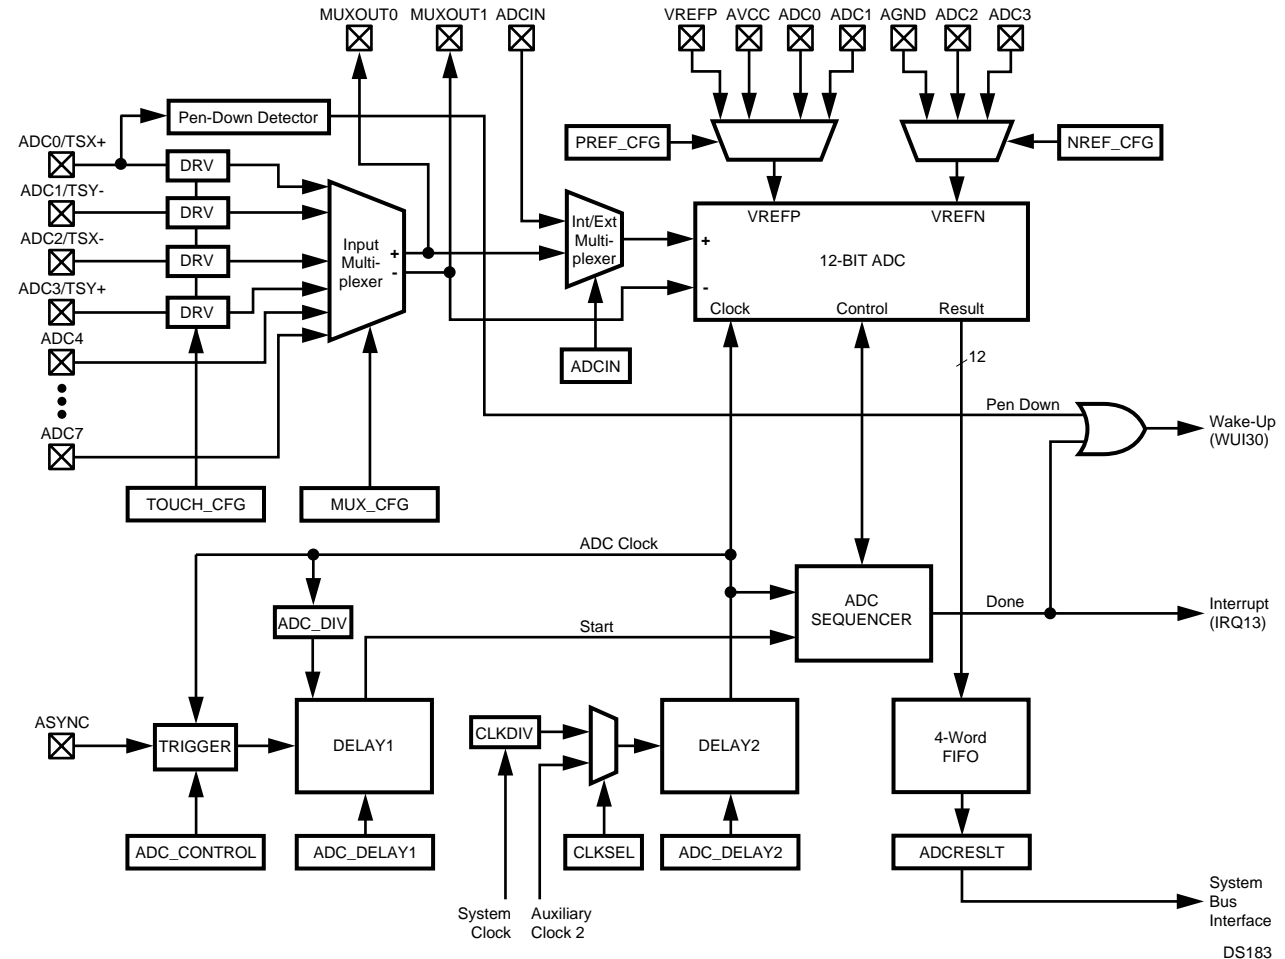 MUXOUT0 MUXOUT1 ADCIN VREFP AVCC ADC0 ADC1 AGND ADC2 ADC3
Pen-Down Detector
PREF_CFG
NREF_CFG
ADC0/TSX+
DRV
ADC1/TSY-
DRV
ADC2/TSX-
DRV
ADC3/TSY+
DRV
ADC4
ADC7
Input
Multi-
plexer
+
-
Int/Ext
Multi-
plexer
ADCIN
VREFP VREFN
+
12-BIT ADC
-
Clock Control Result
12
Pen Down
Wake-Up
(WUI30)
TOUCH_CFG
MUX_CFG
ADC Clock
ADC_DIV
Start
ADC
SEQUENCER
Done
Interrupt
(IRQ13)
ASYNC
TRIGGER
DELAY1
CLKDIV
DELAY2
4-Word
FIFO
ADC_CONTROL
ADC_DELAY1
CLKSEL
ADC_DELAY2
ADCRESLT
System
Clock
Auxiliary
Clock 2
System
Bus
Interface
DS183